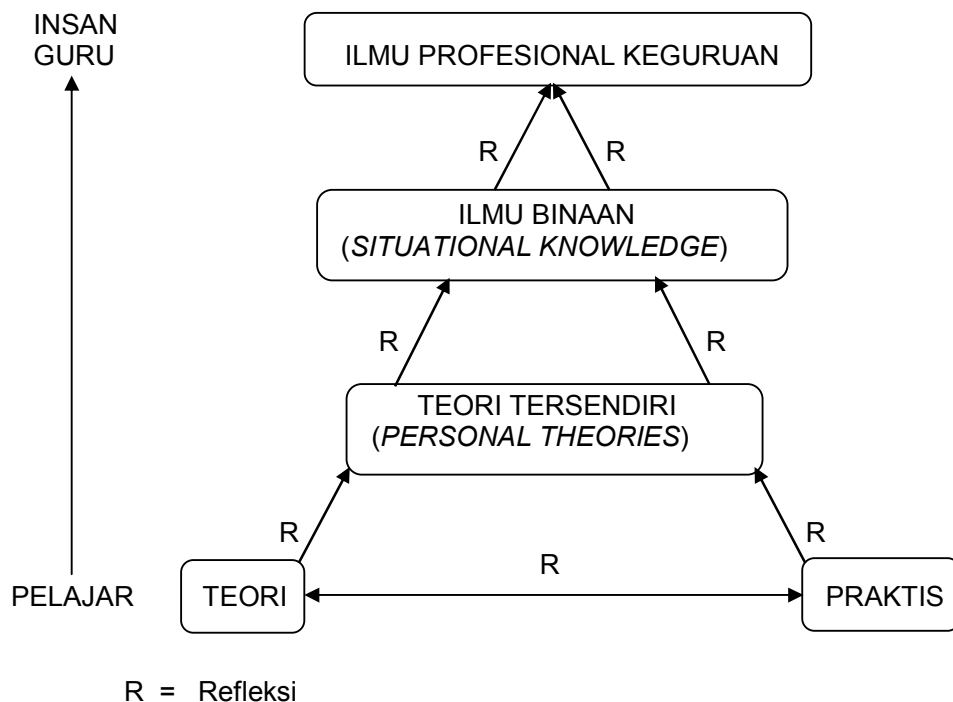 INSAN
GURU
ILMU PROFESIONAL KEGURUAN
R
R
ILMU BINAAN
(SITUATIONAL KNOWLEDGE)
R
R
TEORI TERSENDIRI
(PERSONAL THEORIES)
R
R
R
PELAJAR
TEORI
PRAKTIS
R = Refleksi